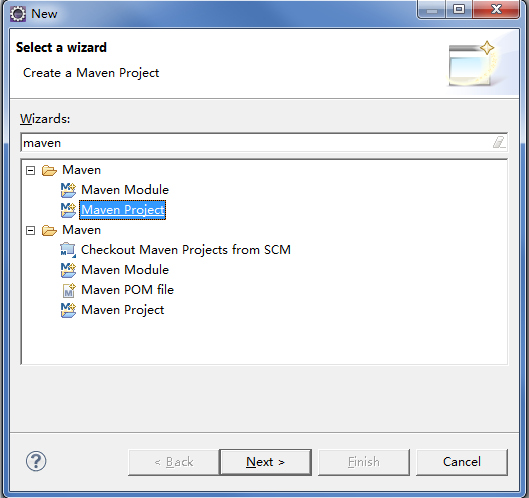 New
Select a wizard
Create a Maven Project
Wizards:
maven
Maven
Maven Module
Maven Project
Maven
Checkout Maven Projects from SCM
Maven Module
Maven POM file
Maven Project
?
< Back
Next >
Finish
Cancel